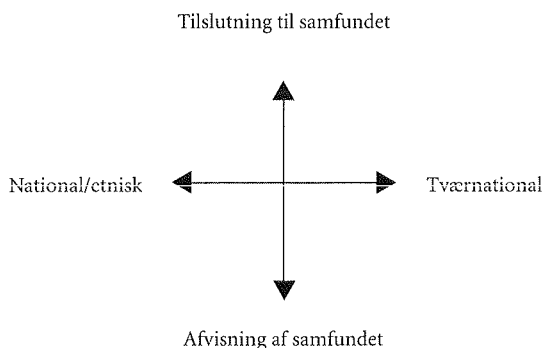 Tilslutning til samfundet
National/etnisk
Tværnational
Afvisning af samfundet